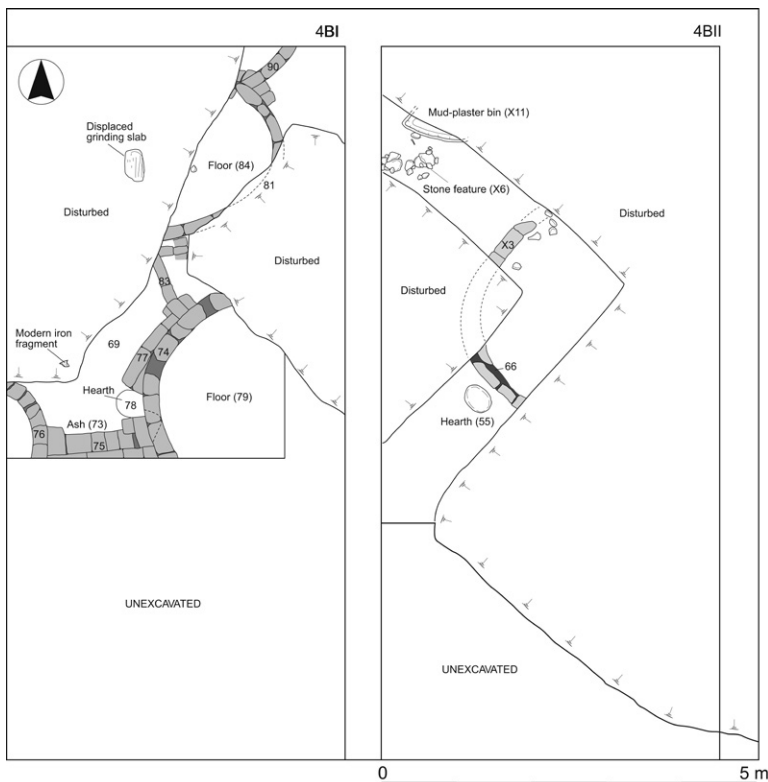 4BI
4BII
90
Displaced
grinding slab
Floor (84)
81
Disturbed
Disturbed
83
Modern iron
fragment
69
77
74
Hearth
78
Floor (79)
Ash (73)
76
75
UNEXCAVATED
Mud-plaster bin (X11)
Stone feature (X6)
Disturbed
X3
Disturbed
66
Hearth (55)
UNEXCAVATED
0
5 m